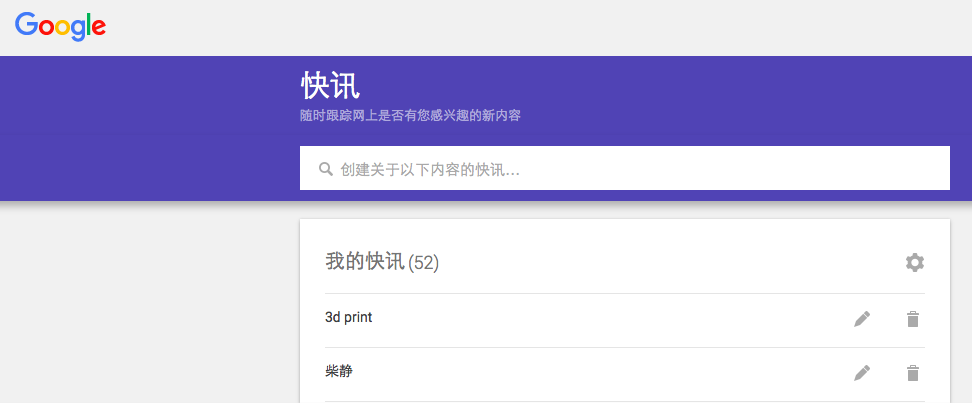 Google
快讯
随时跟踪网上是否有您感兴趣的新内容
创建关于以下内容的快讯...
我的快讯 (52)
3d print
柴静